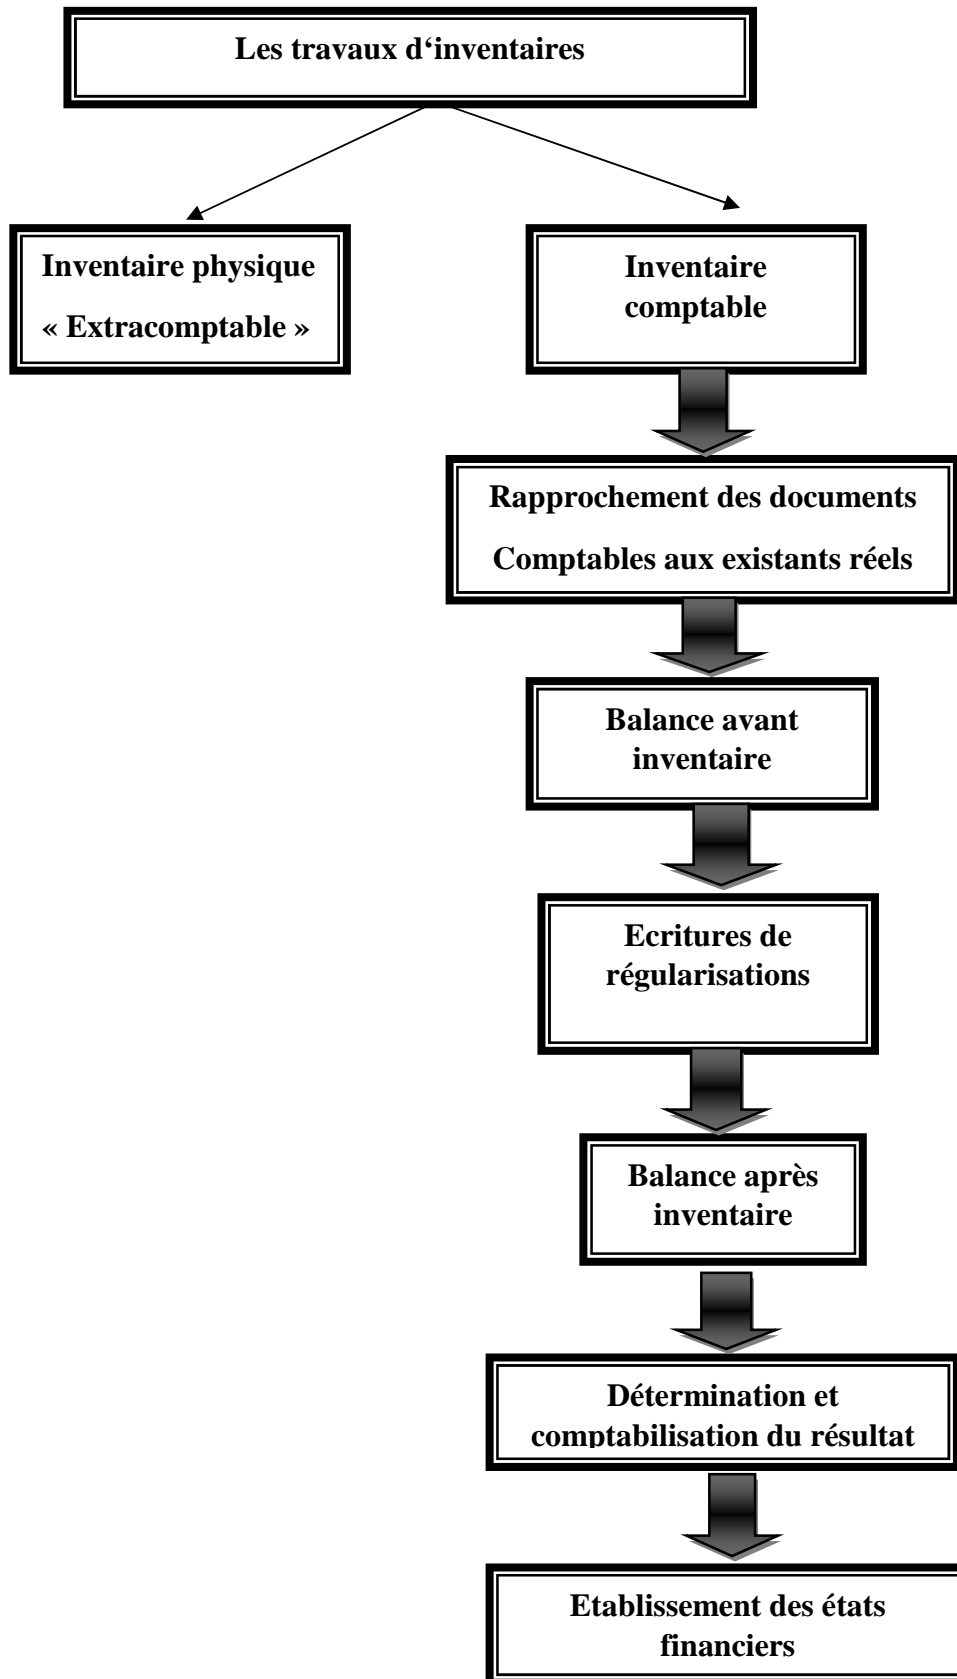 Les travaux d‘inventaires
Inventaire physique
« Extracomptable »
Inventaire
comptable
Rapprochement des documents
Comptables aux existants réels
Balance avant
inventaire
Ecritures de
régularisations
Balance après
inventaire
Détermination et
comptabilisation du résultat
Etablissement des états
financiers